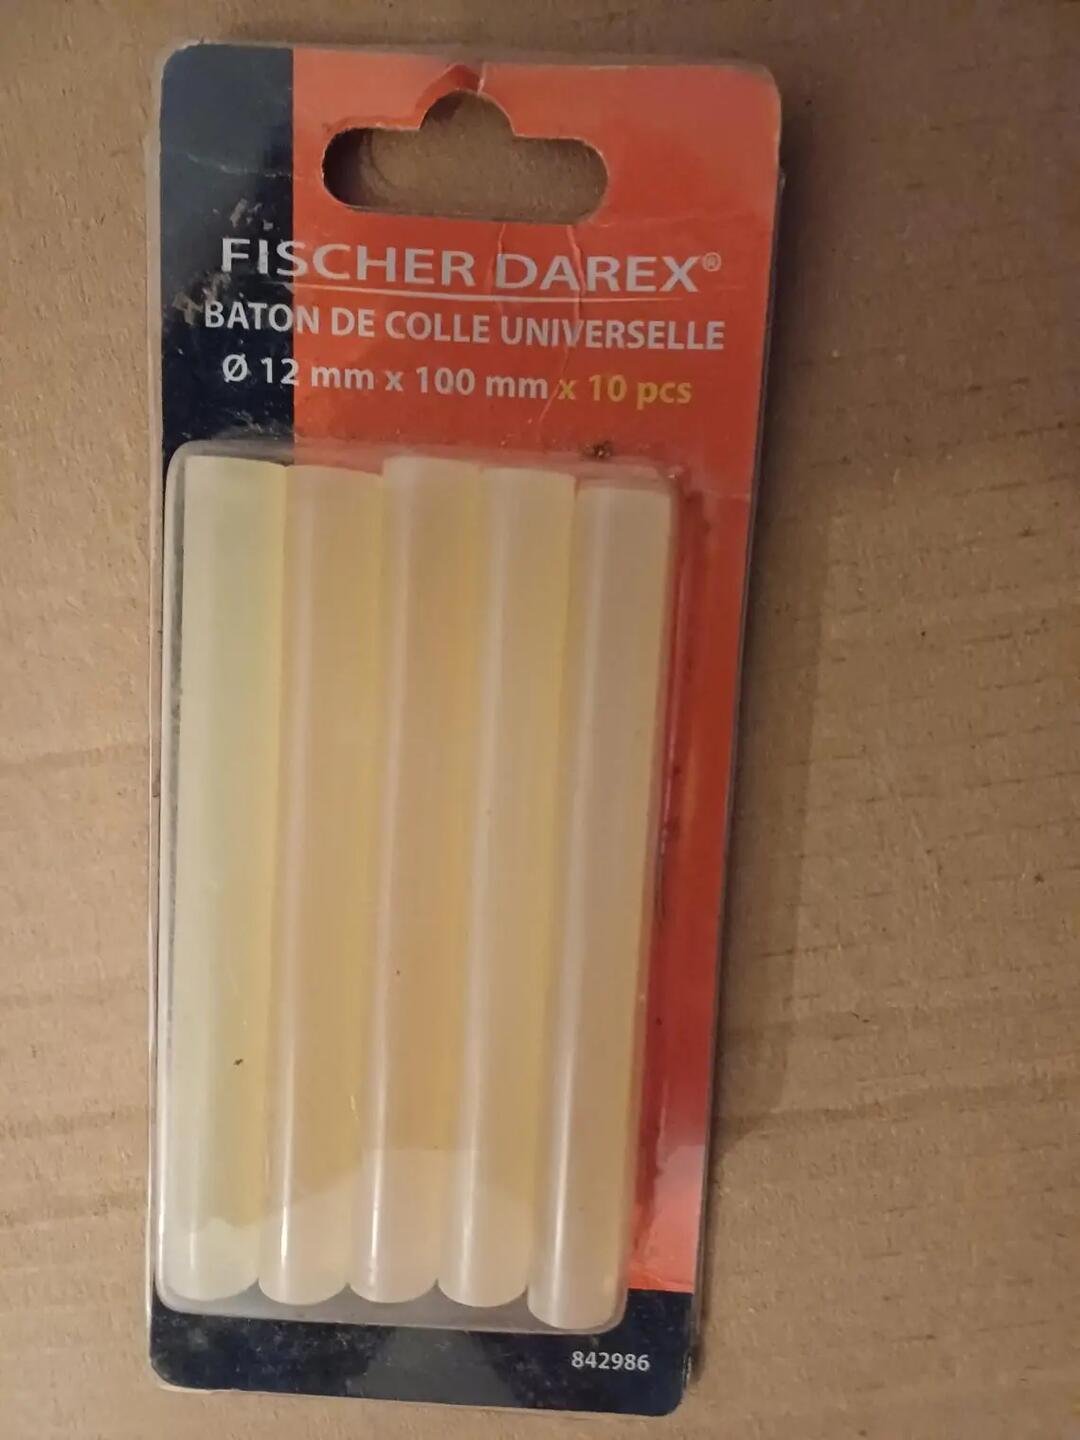 FISCHER DAREX®
BATON DE COLLE UNIVERSELLE
Ø 12 mm x 100 mm x 10 pcs
842986